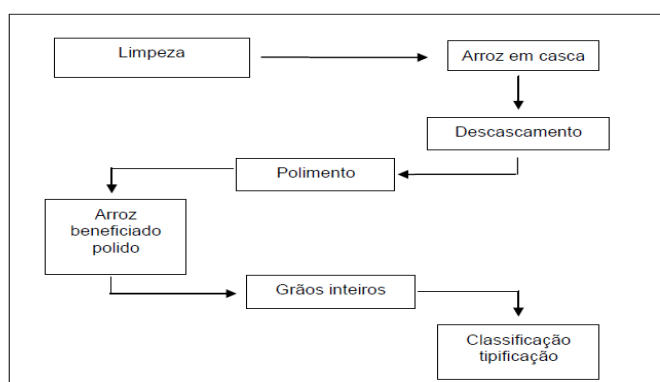 Limpeza
Arroz em casca
Descascamento
Polimento
Arroz
beneficiado
polido
Grãos inteiros
Classificação
tipificação